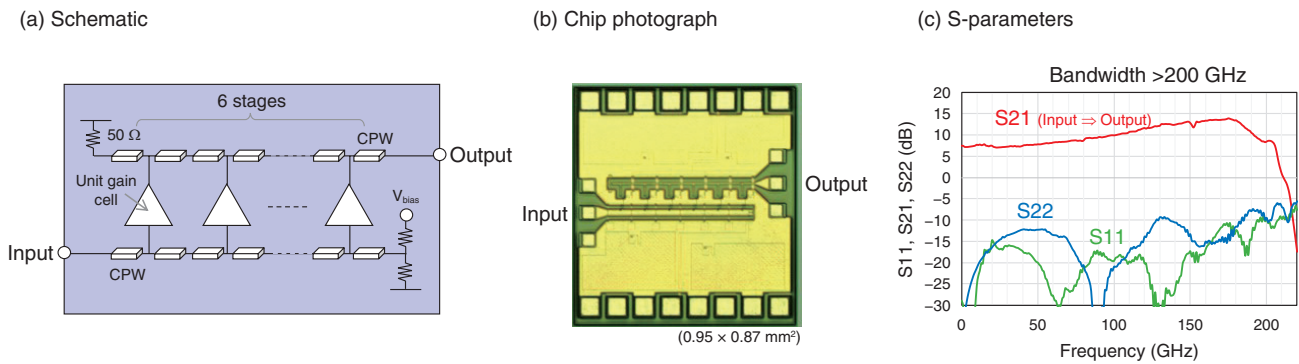 (a) Schematic
6 stages
50 Ω
CPW
Output
Unit gain
cell
Vbias
Input
CPW
(b) Chip photograph
Input
Output
(0.95 × 0.87 mm²)
(c) S-parameters
Bandwidth >200 GHz
S11, S21, S22 (dB)
20
15
10
5
0
−5
−10
−15
−20
−25
−30
S21 (Input ⇒ Output)
S22
S11
0
50
100
150
200
Frequency (GHz)